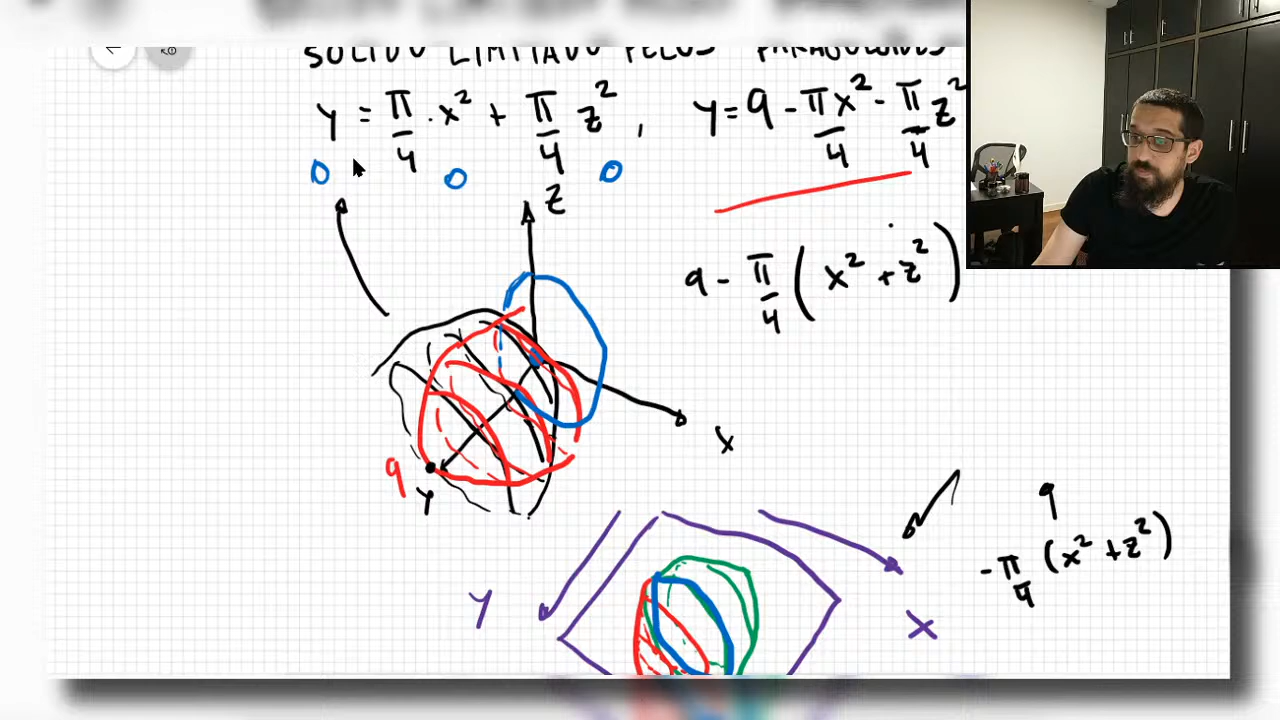 SÓLIDO LIMITADO PELOS PARABOLOIDES
y = π/4 · x² + π/4 z² , y = 9 - πx²/4 - π/4 z²
0 0 0
z
9 - π/4 ( x² + z² )
x
9
y
9
- π/4 (x² + z²)
y
x